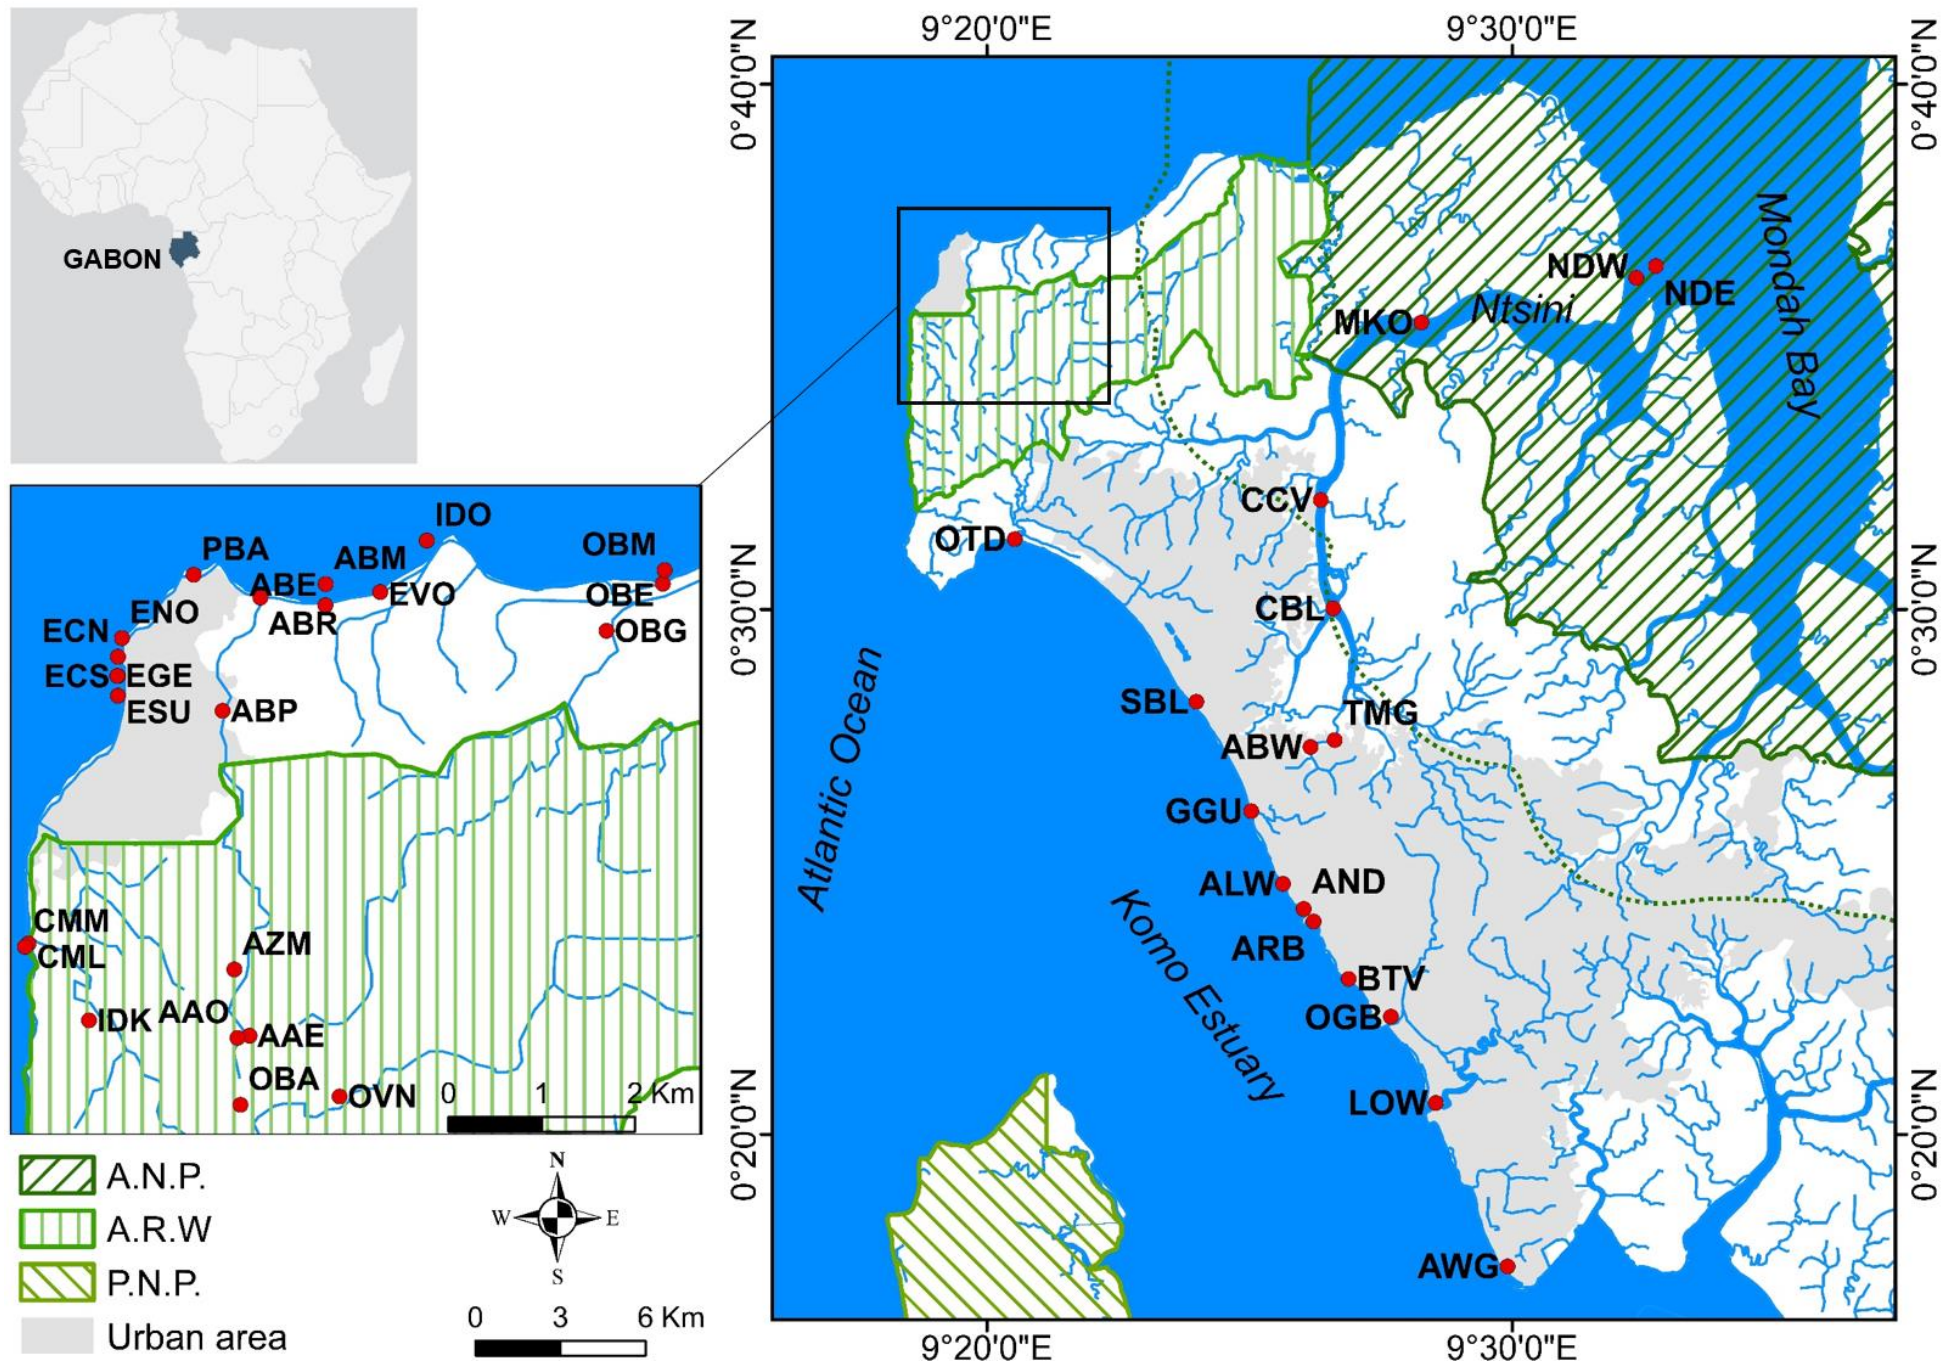 GABON
9°20'0"E
9°30'0"E
0°40'0"N
0°40'0"N
Mondah Bay
NDW
NDE
Ntsini
MKO
CCV
OTD
0°30'0"N
0°30'0"N
CBL
SBL
TMG
ABW
Atlantic Ocean
GGU
ALW
AND
ARB
Komo Estuary
BTV
OGB
LOW
0°20'0"N
0°20'0"N
AWG
9°20'0"E
9°30'0"E
IDO
PBA
ABM
OBM
ABE
EVO
OBE
ENO
ABR
ECN
OBG
ECS
EGE
ESU
ABP
CMM
CML
AZM
AAO
IDK
AAE
OBA
OVN
0 1 2 Km
A.N.P.
A.R.W
P.N.P.
Urban area
N
W
E
S
0 3 6 Km